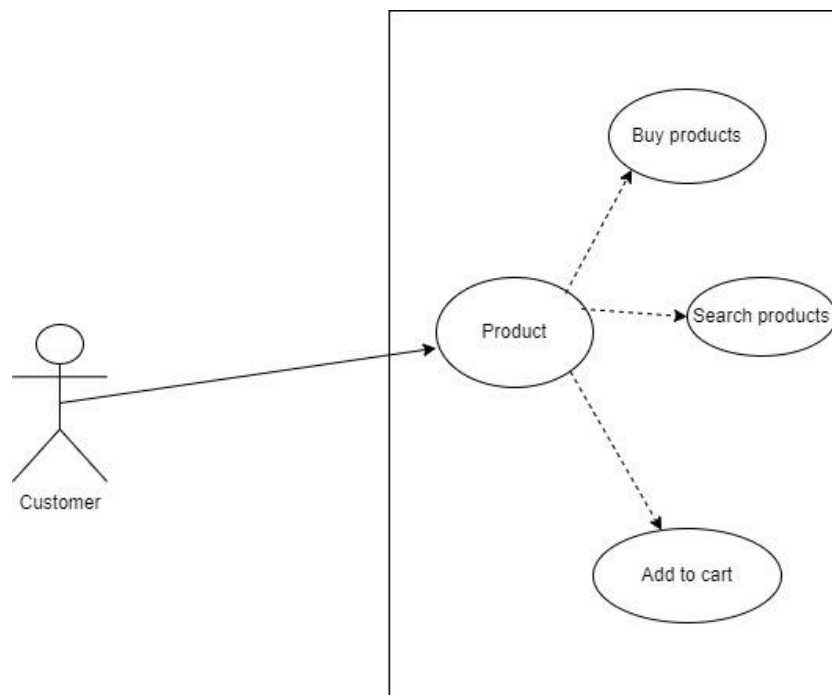 Buy products
Search products
Product
Customer
Add to cart